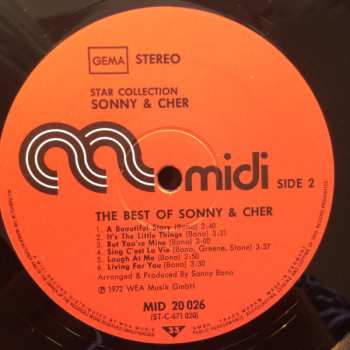 GEMA STEREO
STAR COLLECTION
SONNY & CHER
midi
SIDE 2
THE BEST OF SONNY & CHER
1. A Beautiful Story (Bono) 2:40
2. It's The Little Things (Bono)
3. But You're Mine (Bono) 3:00
4. Sing C'est La Vie (Bono, Greene, Stone) 3:37
5. Laugh At Me (Bono) 2:50
6. Living For You (Bono) 3:30
Arranged & Produced By Sonny Bono
Ⓟ 1972 WEA Musik GmbH
MID 20 026
(ST-C-671 020)
33